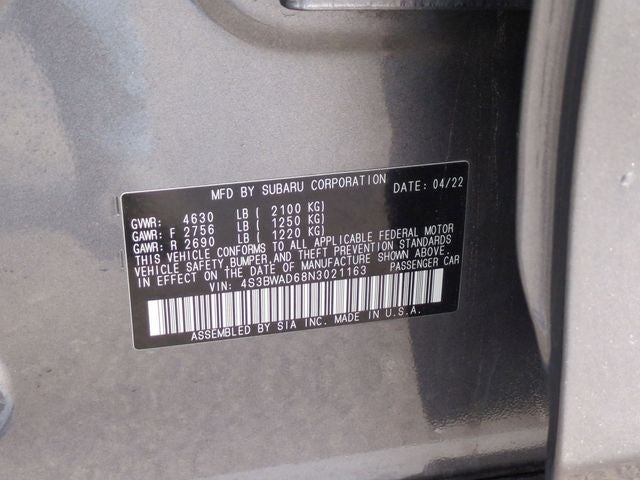 MFD BY SUBARU CORPORATION DATE: 04/22
GVWR: 4630 LB ( 2100 KG)
GAWR: F 2756 LB ( 1250 KG)
GAWR: R 2690 LB ( 1220 KG)
THIS VEHICLE CONFORMS TO ALL APPLICABLE FEDERAL MOTOR
VEHICLE SAFETY, BUMPER, AND THEFT PREVENTION STANDARDS
IN EFFECT ON THE DATE OF MANUFACTURE SHOWN ABOVE.
VIN: 4S3BWAD68N3021163 PASSENGER CAR
ASSEMBLED BY SIA INC. MADE IN U.S.A.